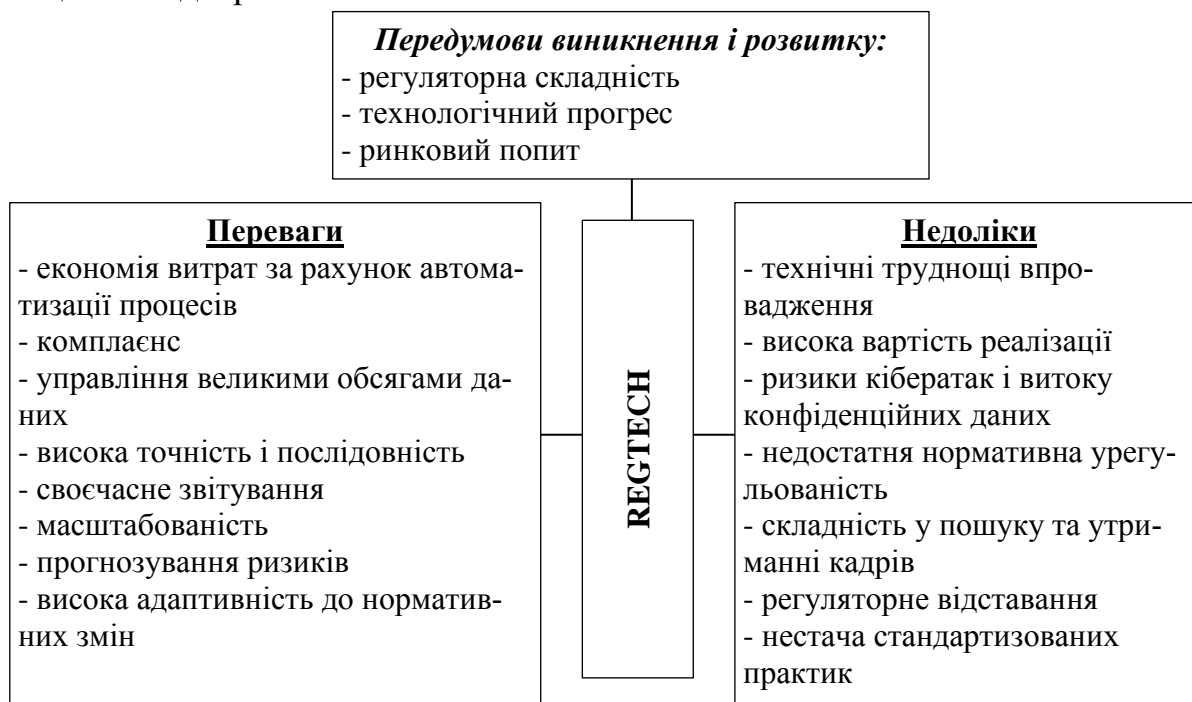 Передумови виникнення і розвитку:
- регуляторна складність
- технологічний прогрес
- ринковий попит
Переваги
- економія витрат за рахунок автома-
тизації процесів
- комплаєнс
- управління великими обсягами да-
них
- висока точність і послідовність
- своєчасне звітування
- масштабованість
- прогнозування ризиків
- висока адаптивність до норматив-
них змін
REGTECH
Недоліки
- технічні труднощі впро-
вадження
- висока вартість реалізації
- ризики кібератак і витоку
конфіденційних даних
- недостатня нормативна урегу-
льованість
- складність у пошуку та утри-
манні кадрів
- регуляторне відставання
- нестача стандартизованих
практик